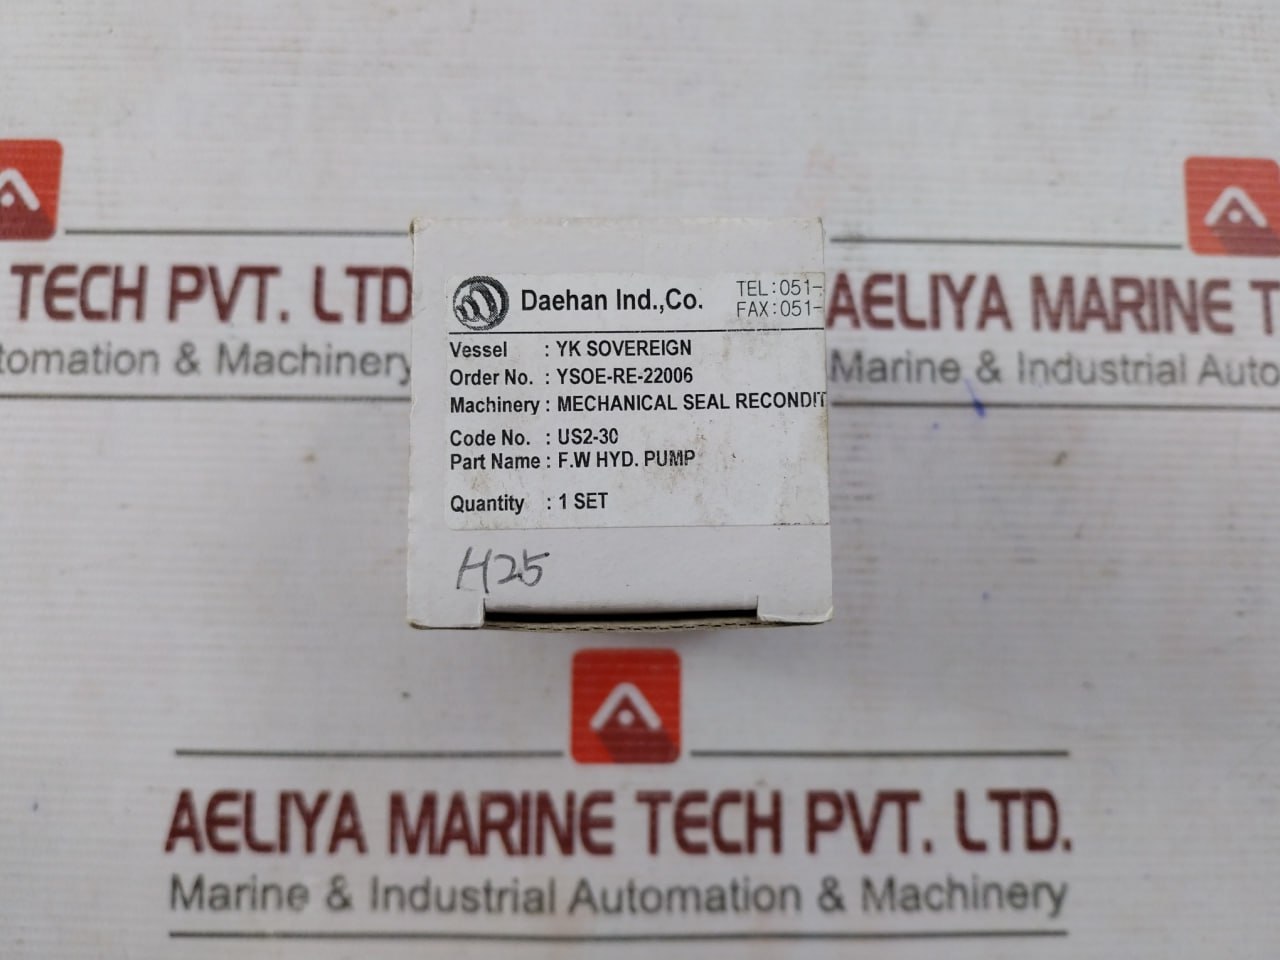 TECH PVT. LTD
tomation & Machinery
AELIYA MARINE T
Marine & Industrial Auto
Daehan Ind.,Co.
TEL:051-
FAX:051-
Vessel : YK SOVEREIGN
Order No. : YSOE-RE-22006
Machinery : MECHANICAL SEAL RECONDIT
Code No. : US2-30
Part Name : F.W HYD. PUMP
Quantity : 1 SET
H25
AELIYA MARINE TECH PVT. LTD.
Marine & Industrial Automation & Machinery